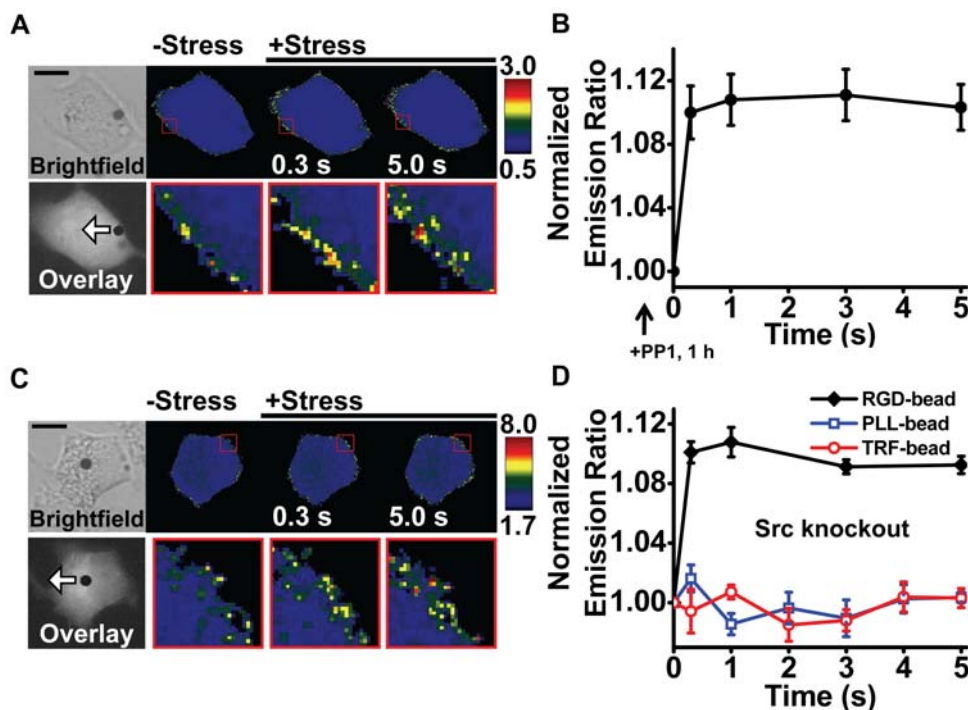 A
-Stress
+Stress
Brightfield
0.3 s
5.0 s
3.0
0.5
Overlay
B
Normalized
Emission Ratio
1.12
1.08
1.04
1.00
0 1 2 3 4 5
Time (s)
+PP1, 1 h
C
-Stress
+Stress
Brightfield
0.3 s
5.0 s
8.0
1.7
Overlay
D
RGD-bead
PLL-bead
TRF-bead
Normalized
Emission Ratio
1.12
1.08
1.04
1.00
Src knockout
0 1 2 3 4 5
Time (s)